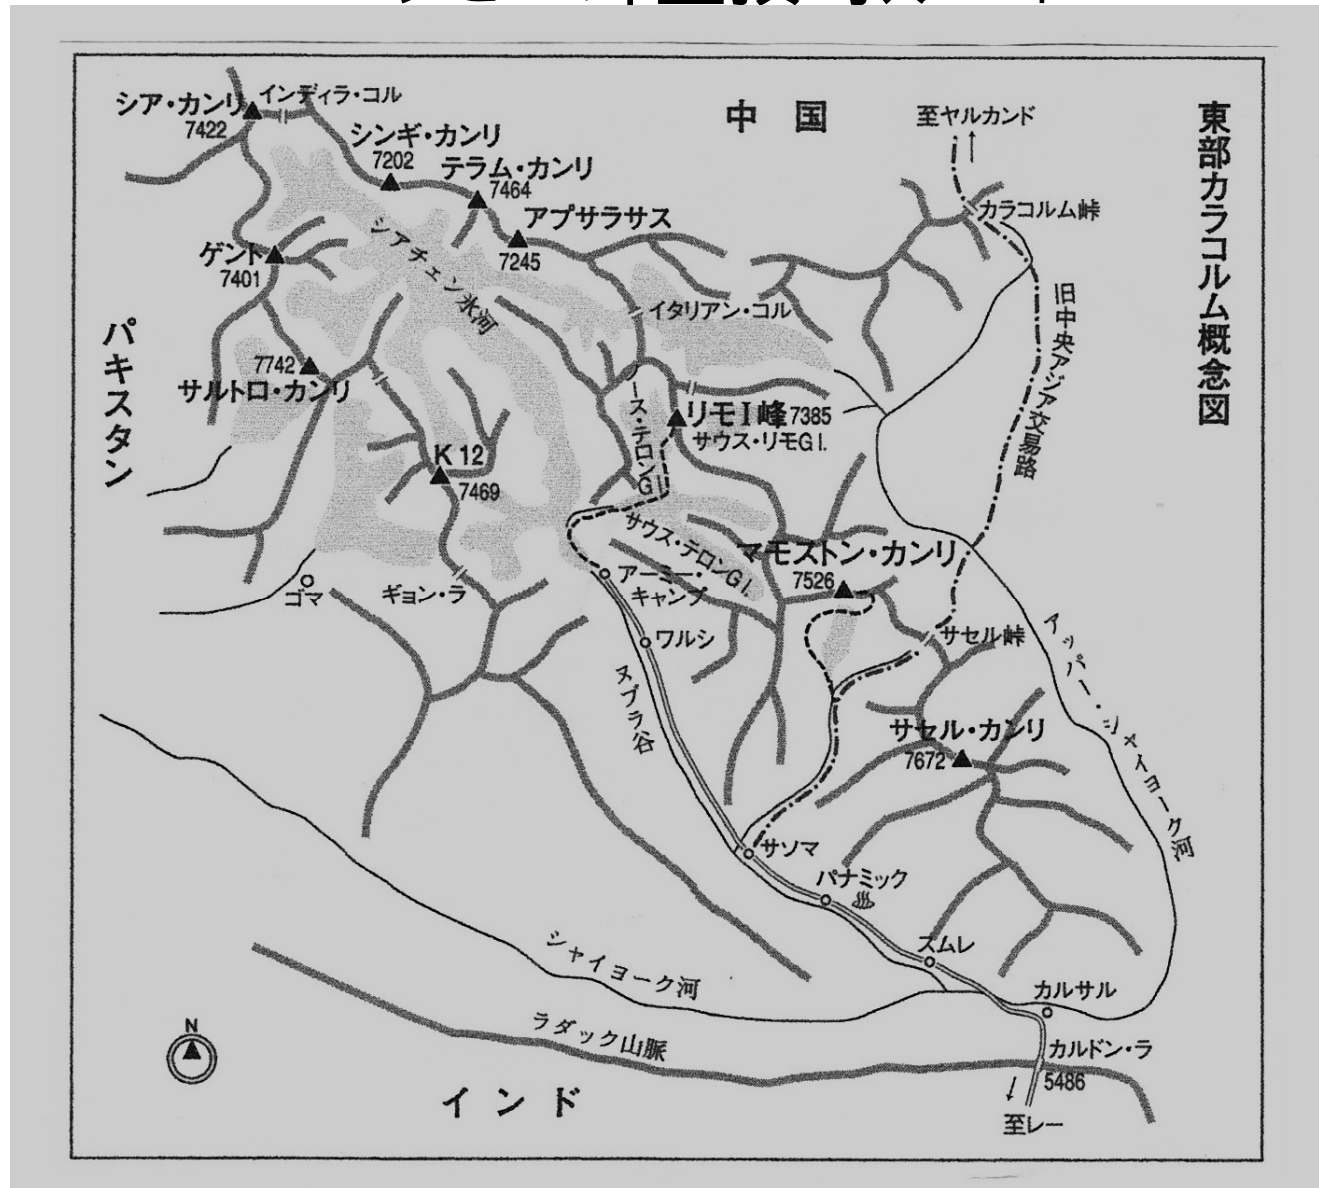 東部カラコルム概念図
中国
シア・カンリ
7422
インディラ・コル
シンギ・カンリ
7202
テラム・カンリ
7464
アプサラサス
7245
至ヤルカンド
カラコルム峠
ゲント
7401
シアチェン氷河
イタリアン・コル
旧中央アジア交易路
パキスタン
7742
サルトロ・カンリ
ノース・テロンGl.
リモI峰 7385
サウス・リモGl.
K12
7469
サウス・テロンGl.
マモストン・カンリ
7526
ゴマ
ギョン・ラ
アーミー・
キャンプ
ワルシ
サセル峠
アッパー・シャイヨーク河
ヌブラ谷
サセル・カンリ
7672
サソマ
パナミック
スムレ
シャイヨーク河
カルサル
ラダック山脈
カルドン・ラ
5486
N
インド
至レー